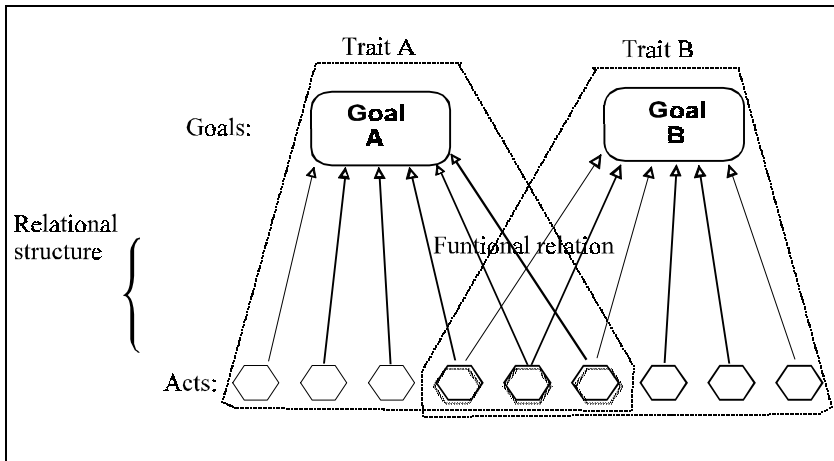 Trait A
Trait B
Goals:
Goal
A
Goal
B
Relational
structure
Funtional relation
Acts: